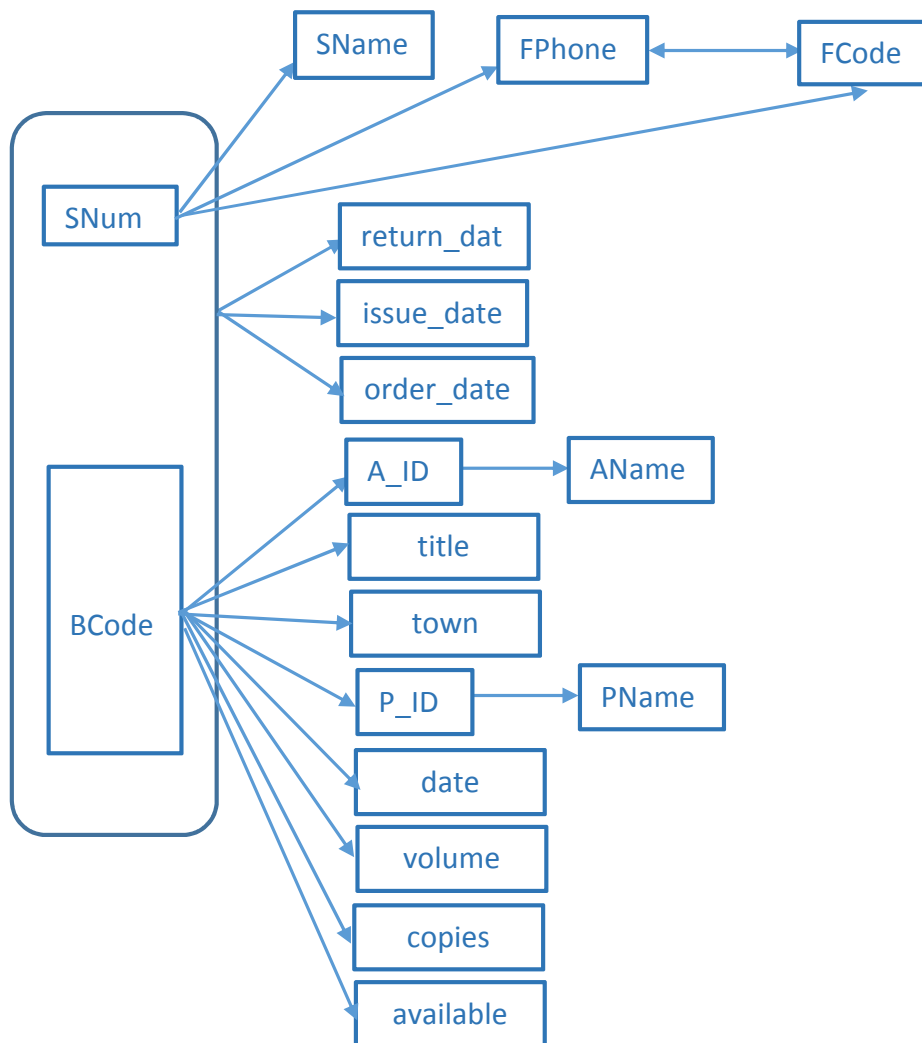 SName
FPhone
FCode
SNum
return_dat
issue_date
order_date
A_ID
AName
title
BCode
town
P_ID
PName
date
volume
copies
available